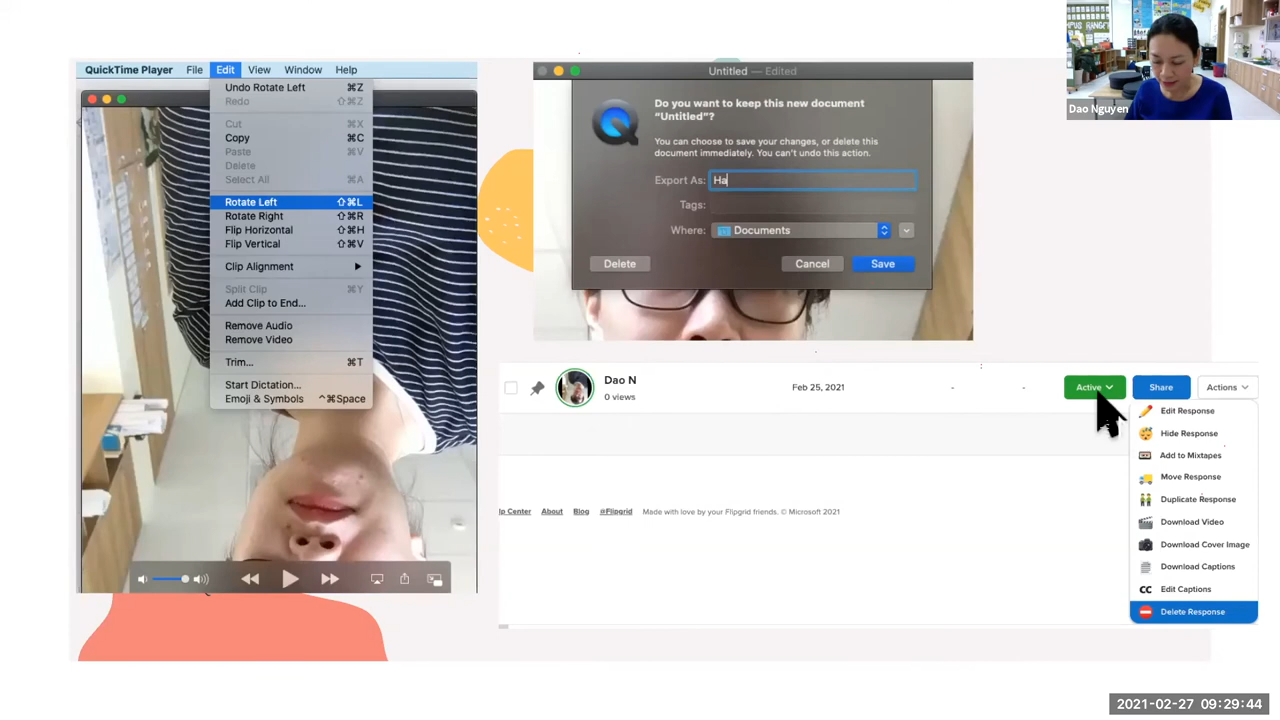 QuickTime Player File Edit View Window Help
Undo Rotate Left ⌘Z
Redo ⇧⌘Z
Cut ⌘X
Copy ⌘C
Paste ⌘V
Delete
Select All ⌘A
Rotate Left ⇧⌘L
Rotate Right ⇧⌘R
Flip Horizontal ⇧⌘H
Flip Vertical ⇧⌘V
Clip Alignment
Split Clip ⌘Y
Add Clip to End...
Remove Audio
Remove Video
Trim... ⌘T
Start Dictation...
Emoji & Symbols ^⌘Space
Untitled — Edited
Do you want to keep this new document
“Untitled”?
You can choose to save your changes, or delete this
document immediately. You can't undo this action.
Export As: Ha
Tags:
Where: Documents
Delete Cancel Save
Dao Nguyen
Dao N
0 views
Feb 25, 2021 - -
Active Share Actions
Edit Response
Hide Response
Add to Mixtapes
Move Response
Duplicate Response
Download Video
Download Cover Image
Download Captions
CC Edit Captions
Delete Response
lp Center About Blog @Flipgrid Made with love by your Flipgrid friends. © Microsoft 2021
2021-02-27 09:29:44